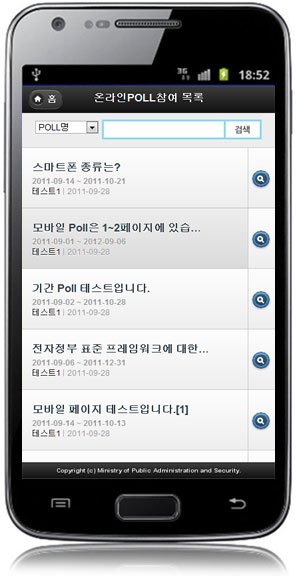 3G 18:52
홈 온라인POLL참여 목록
POLL명 검색
스마트폰 종류는?
2011-09-14 ~ 2011-10-21
테스트1 | 2011-09-28
모바일 Poll은 1~2페이지에 있습...
2011-09-01 ~ 2012-09-06
테스트1 | 2011-09-28
기간 Poll 테스트입니다.
2011-09-02 ~ 2011-10-28
테스트1 | 2011-09-28
전자정부 표준 프레임워크에 대한...
2011-09-06 ~ 2011-12-31
테스트1 | 2011-09-28
모바일 페이지 테스트입니다.[1]
2011-09-14 ~ 2011-10-13
테스트1 | 2011-09-28
Copyright (c) Ministry of Public Administration and Security.